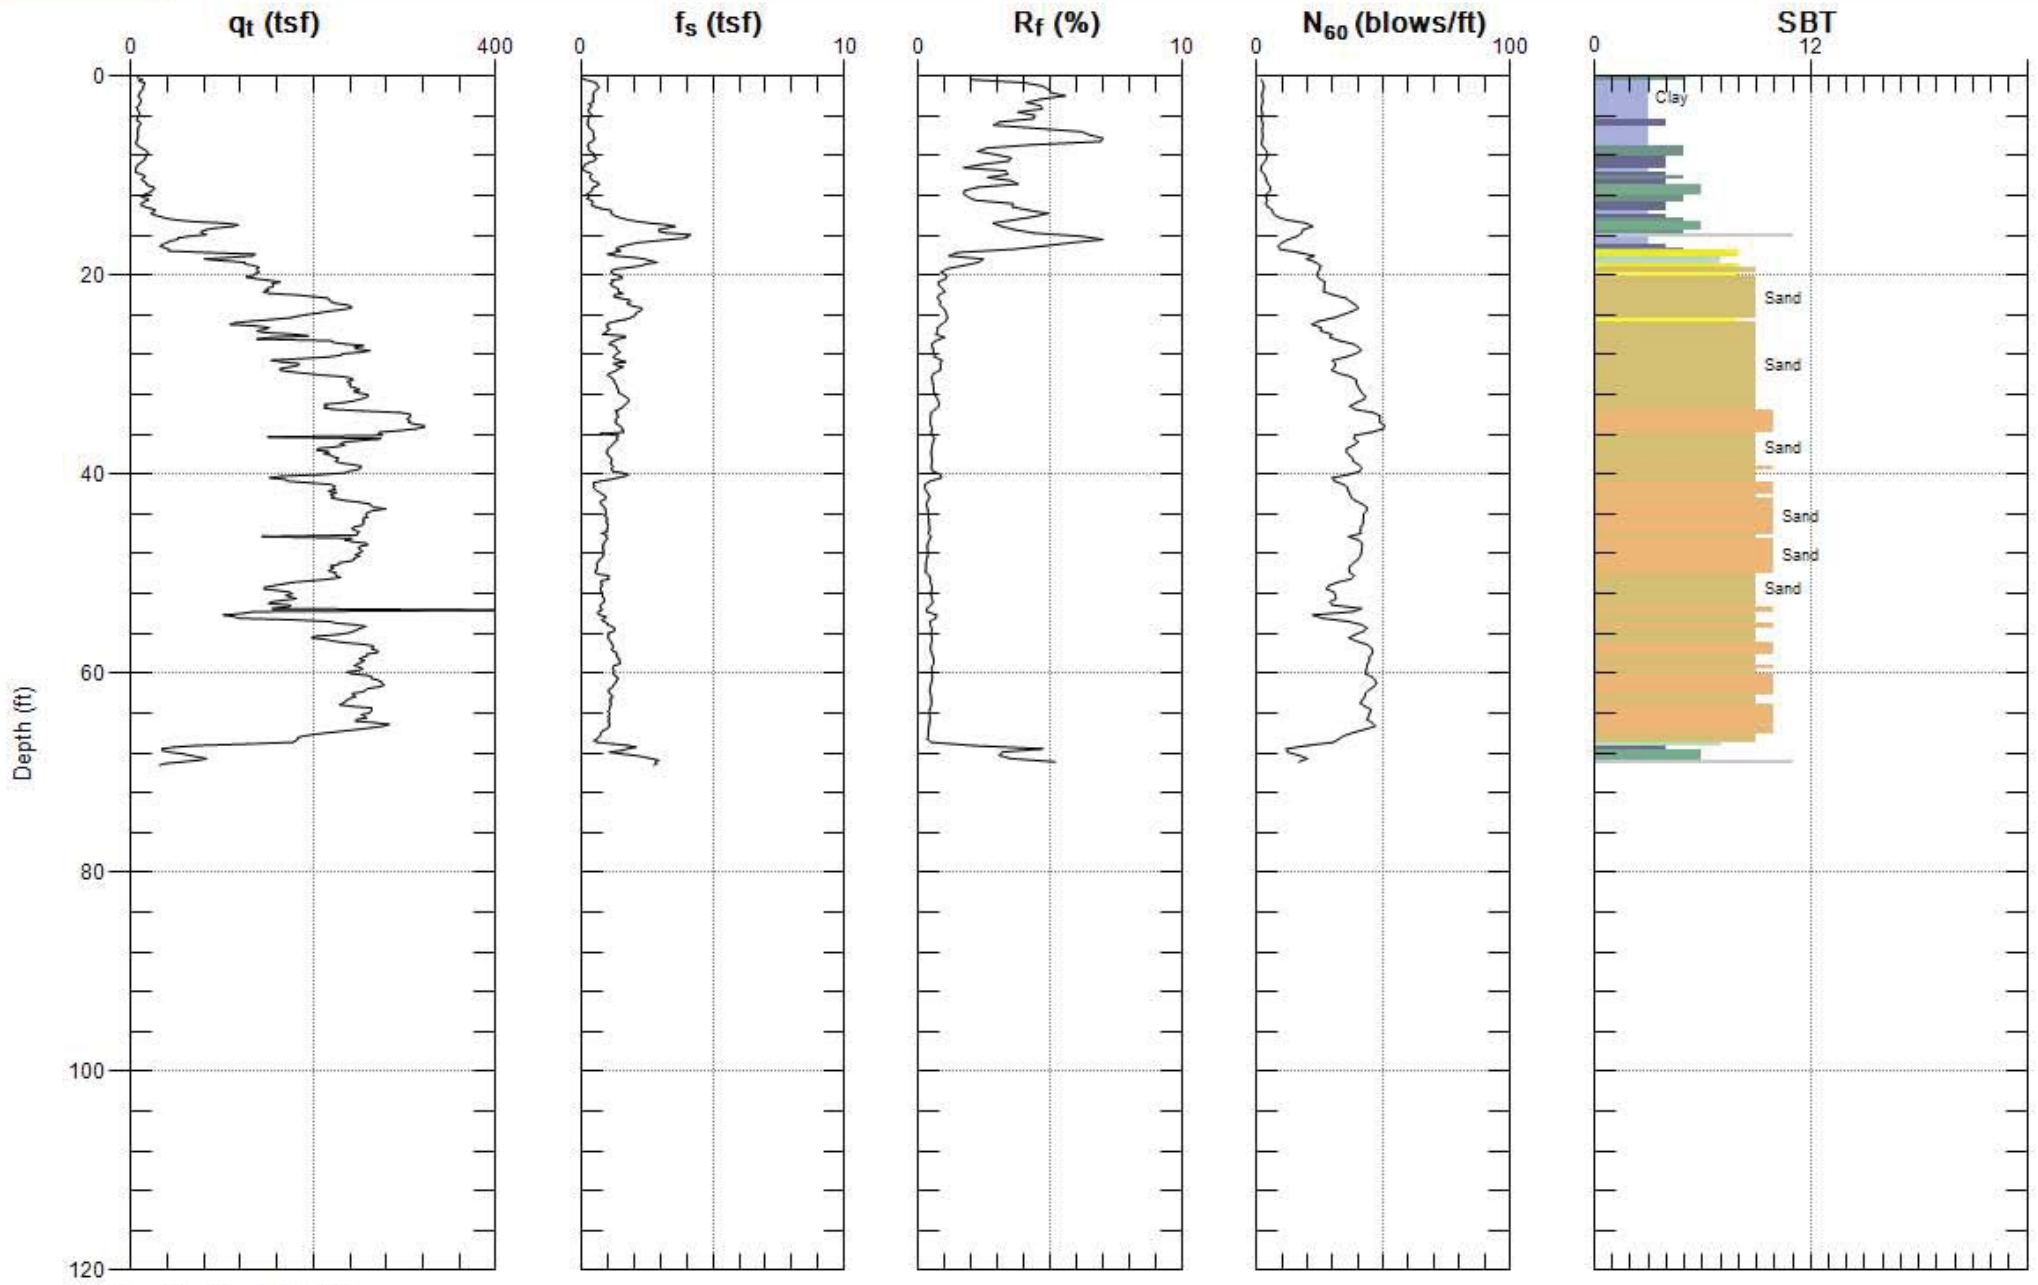 qt (tsf) fs (tsf) Rf (%) N60 (blows/ft) SBT
0 400 0 10 0 10 0 100 0 12
0
Clay
20
Sand
Sand
Sand
40
Sand
Sand
Sand
60
Depth (ft)
80
100
120